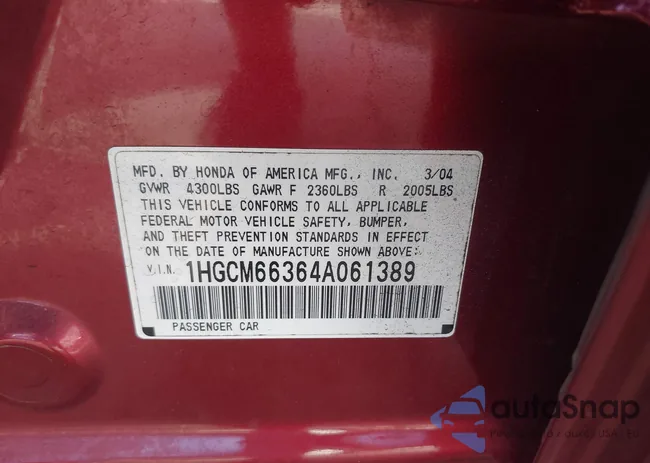 MFD. BY HONDA OF AMERICA MFG., INC. 3/04
GVWR 4300LBS GAWR F 2360LBS R 2005LBS
THIS VEHICLE CONFORMS TO ALL APPLICABLE
FEDERAL MOTOR VEHICLE SAFETY, BUMPER,
AND THEFT PREVENTION STANDARDS IN EFFECT
ON THE DATE OF MANUFACTURE SHOWN ABOVE:
V.I.N. 1HGCM66364A061389
PASSENGER CAR
autoSnap